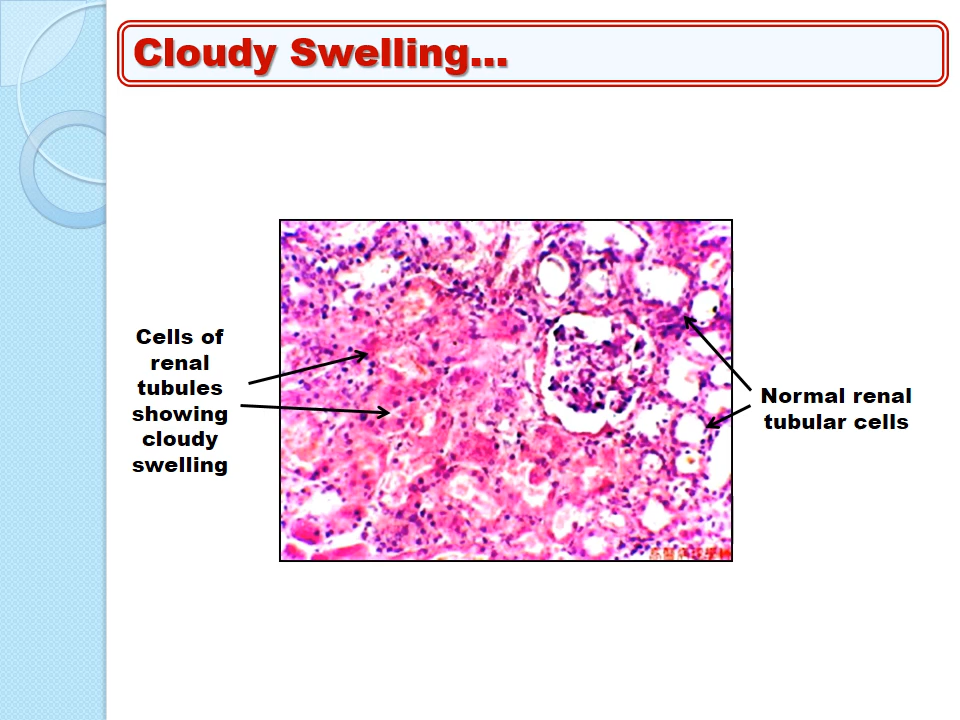 Cloudy Swelling...
Cells of
renal
tubules
showing
cloudy
swelling
Normal renal
tubular cells